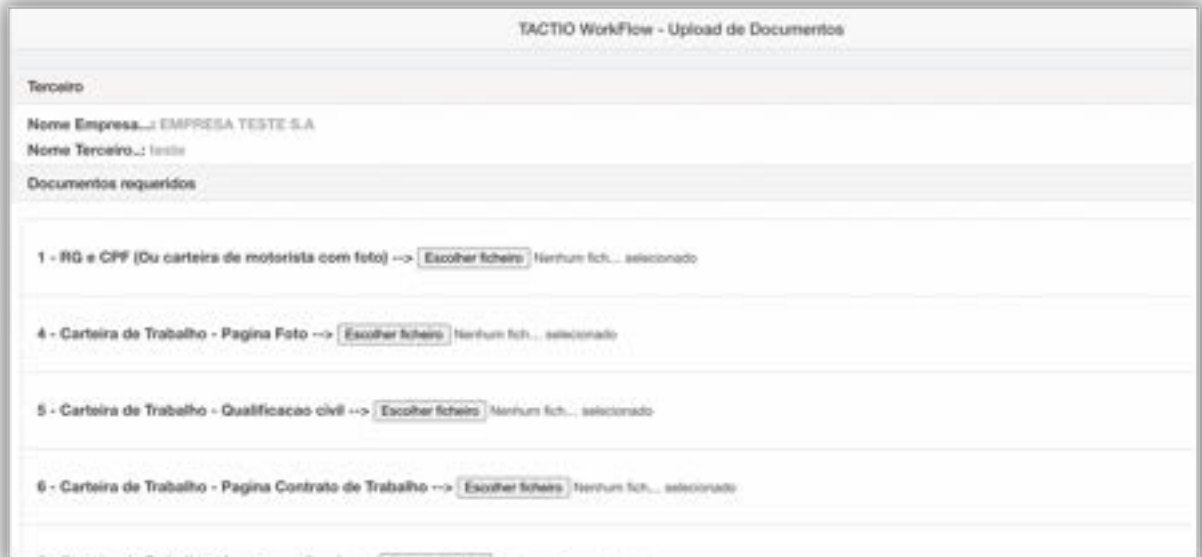 TACTIO WorkFlow - Upload de Documentos
Terceiro
Nome Empresa...: EMPRESA TESTE S.A
Nome Terceiro..: teste
Documentos requeridos
1 - RG e CPF (Ou carteira de motorista com foto) --> Escolher ficheiro Nenhum fich... selecionado
4 - Carteira de Trabalho - Pagina Foto --> Escolher ficheiro Nenhum fich... selecionado
5 - Carteira de Trabalho - Qualificacao civil --> Escolher ficheiro Nenhum fich... selecionado
6 - Carteira de Trabalho - Pagina Contrato de Trabalho --> Escolher ficheiro Nenhum fich... selecionado